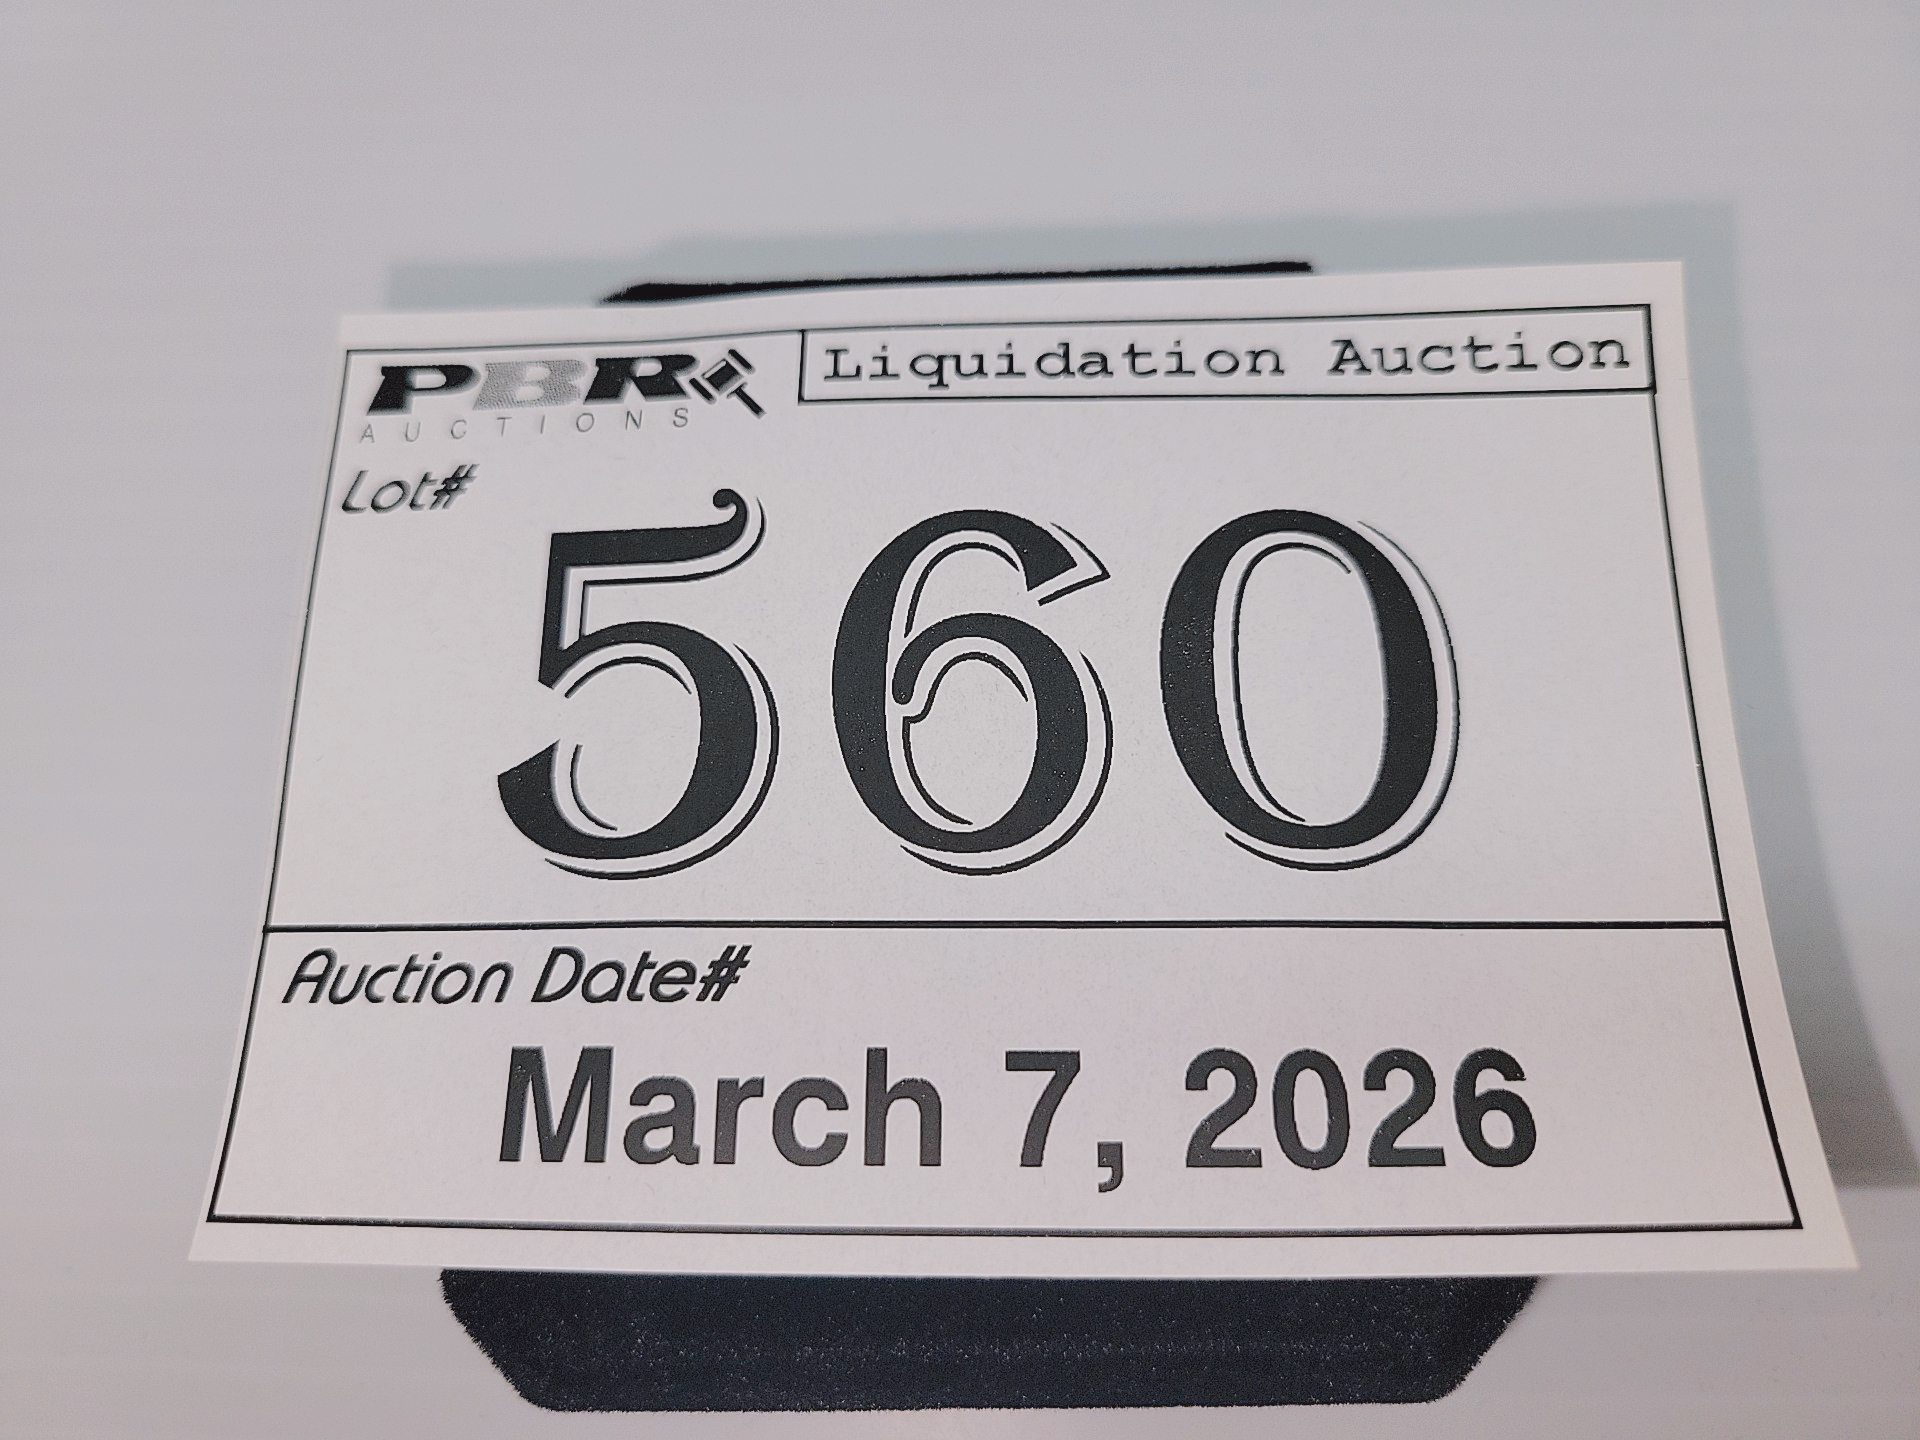 PBR
AUCTIONS
Liquidation Auction
Lot#
560
Auction Date#
March 7, 2026